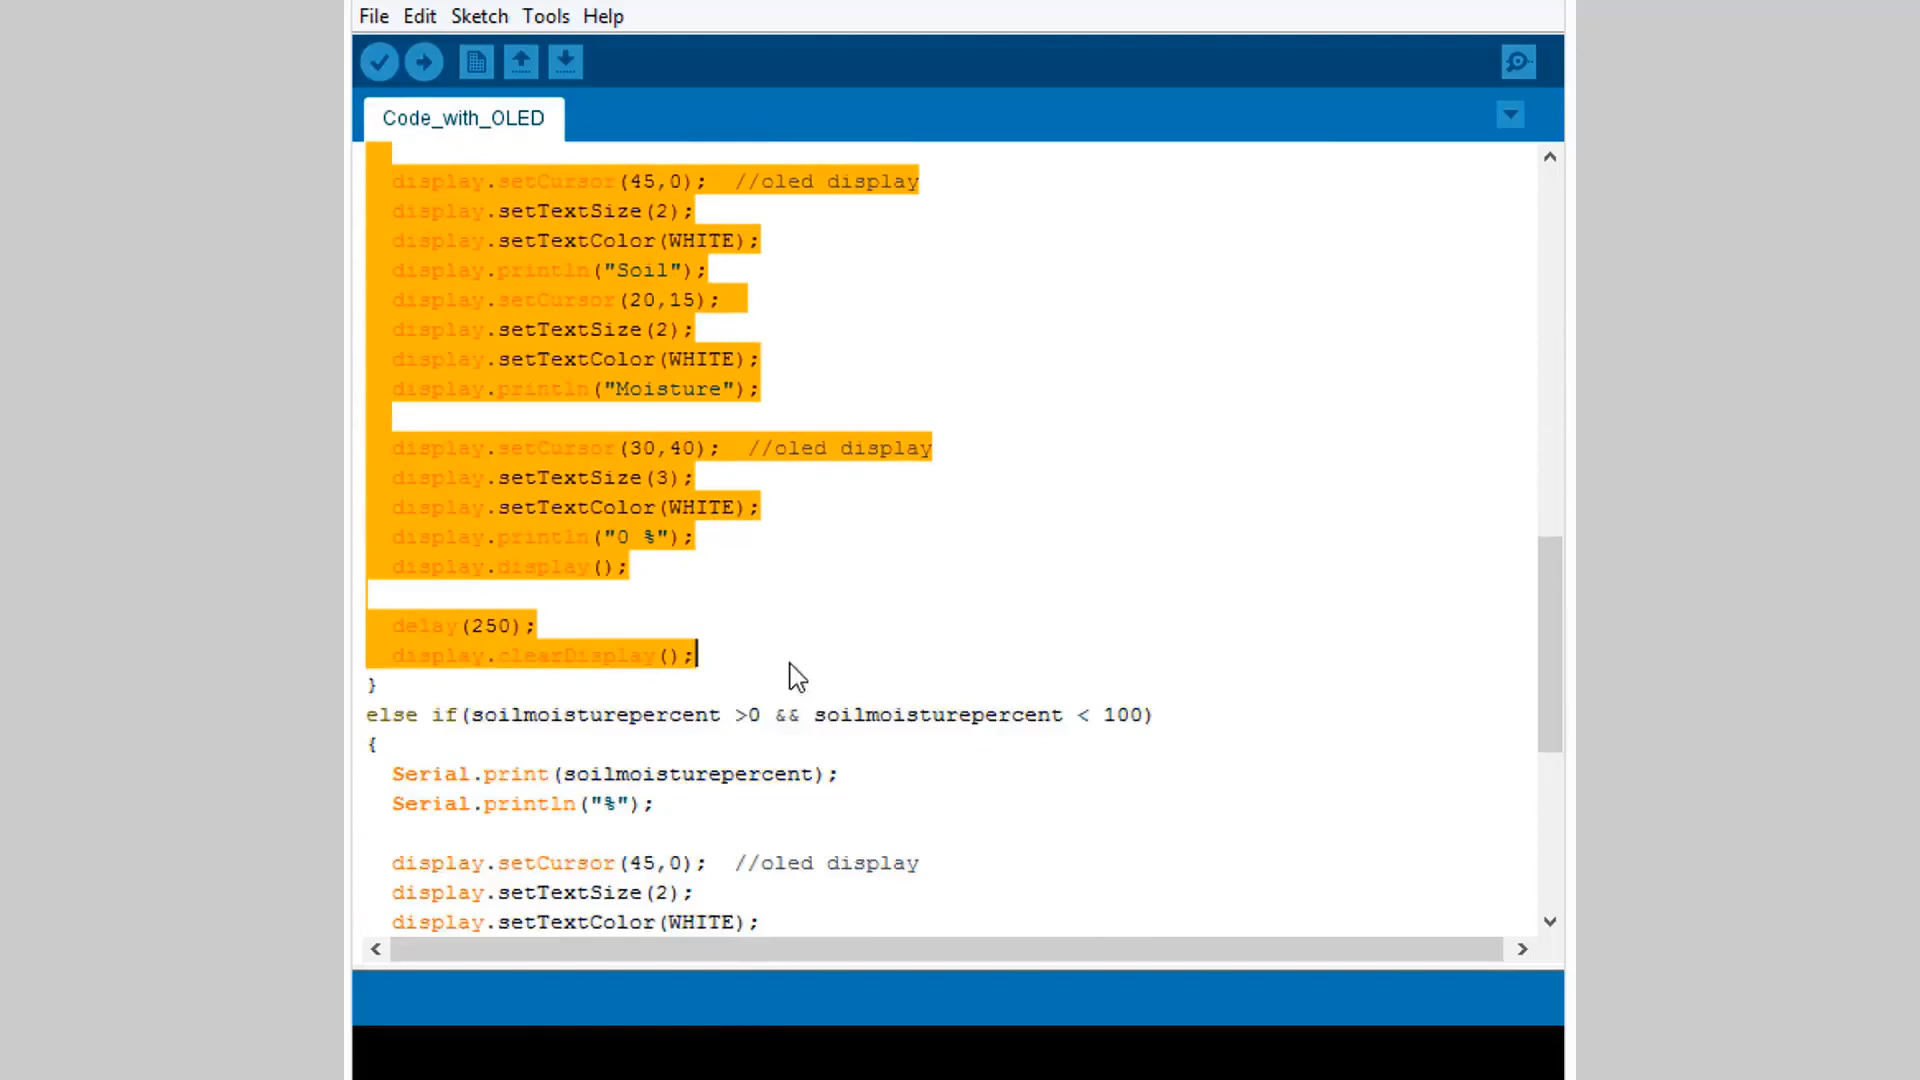 File Edit Sketch Tools Help
Code_with_OLED
display.setCursor(45,0);  //oled display
display.setTextSize(2);
display.setTextColor(WHITE);
display.println("Soil");
display.setCursor(20,15);
display.setTextSize(2);
display.setTextColor(WHITE);
display.println("Moisture");
display.setCursor(30,40);  //oled display
display.setTextSize(3);
display.setTextColor(WHITE);
display.println("0 %");
display.display();
delay(250);
display.clearDisplay();
}
else if(soilmoisturepercent >0 && soilmoisturepercent < 100)
{
Serial.print(soilmoisturepercent);
Serial.println("%");
display.setCursor(45,0);  //oled display
display.setTextSize(2);
display.setTextColor(WHITE);